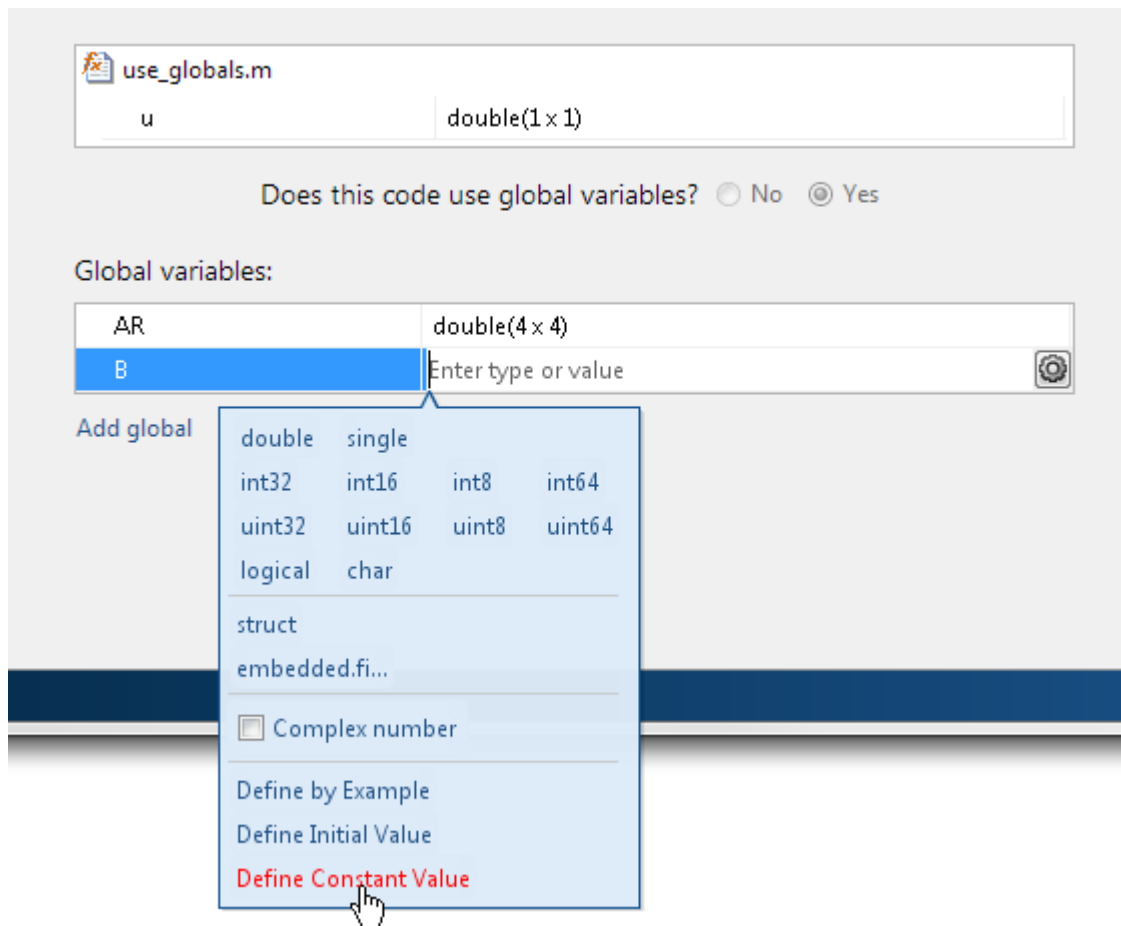 use_globals.m
u double(1 x 1)
Does this code use global variables? No Yes
Global variables:
AR double(4 x 4)
B Enter type or value
Add global
double single
int32 int16 int8 int64
uint32 uint16 uint8 uint64
logical char
struct
embedded.fi...
Complex number
Define by Example
Define Initial Value
Define Constant Value